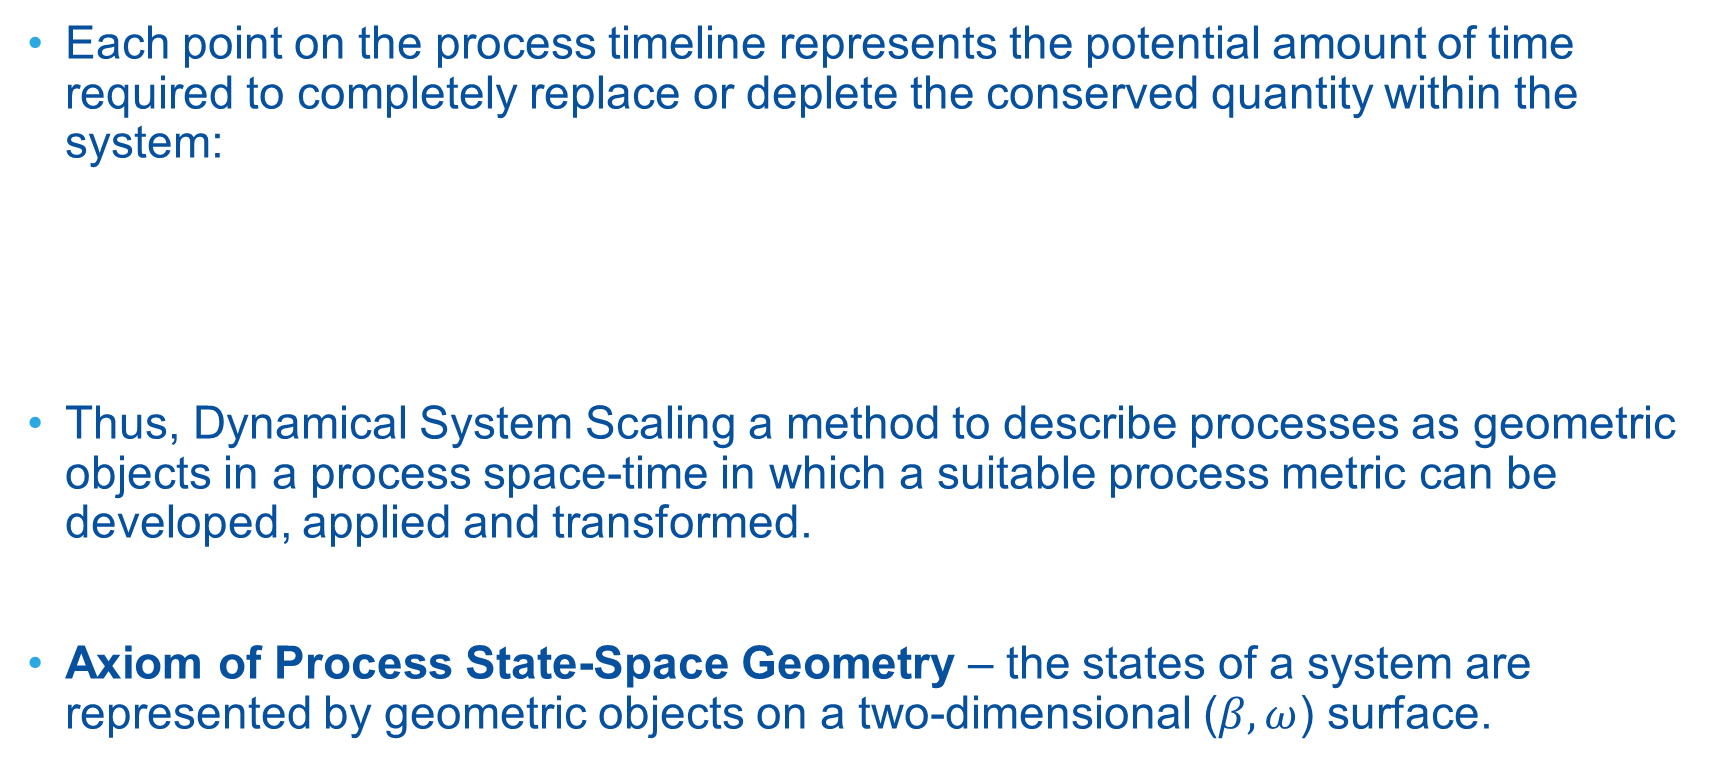 • Each point on the process timeline represents the potential amount of time
required to completely replace or deplete the conserved quantity within the
system:
• Thus, Dynamical System Scaling a method to describe processes as geometric
objects in a process space-time in which a suitable process metric can be
developed, applied and transformed.
• Axiom of Process State-Space Geometry – the states of a system are
represented by geometric objects on a two-dimensional (β, ω) surface.